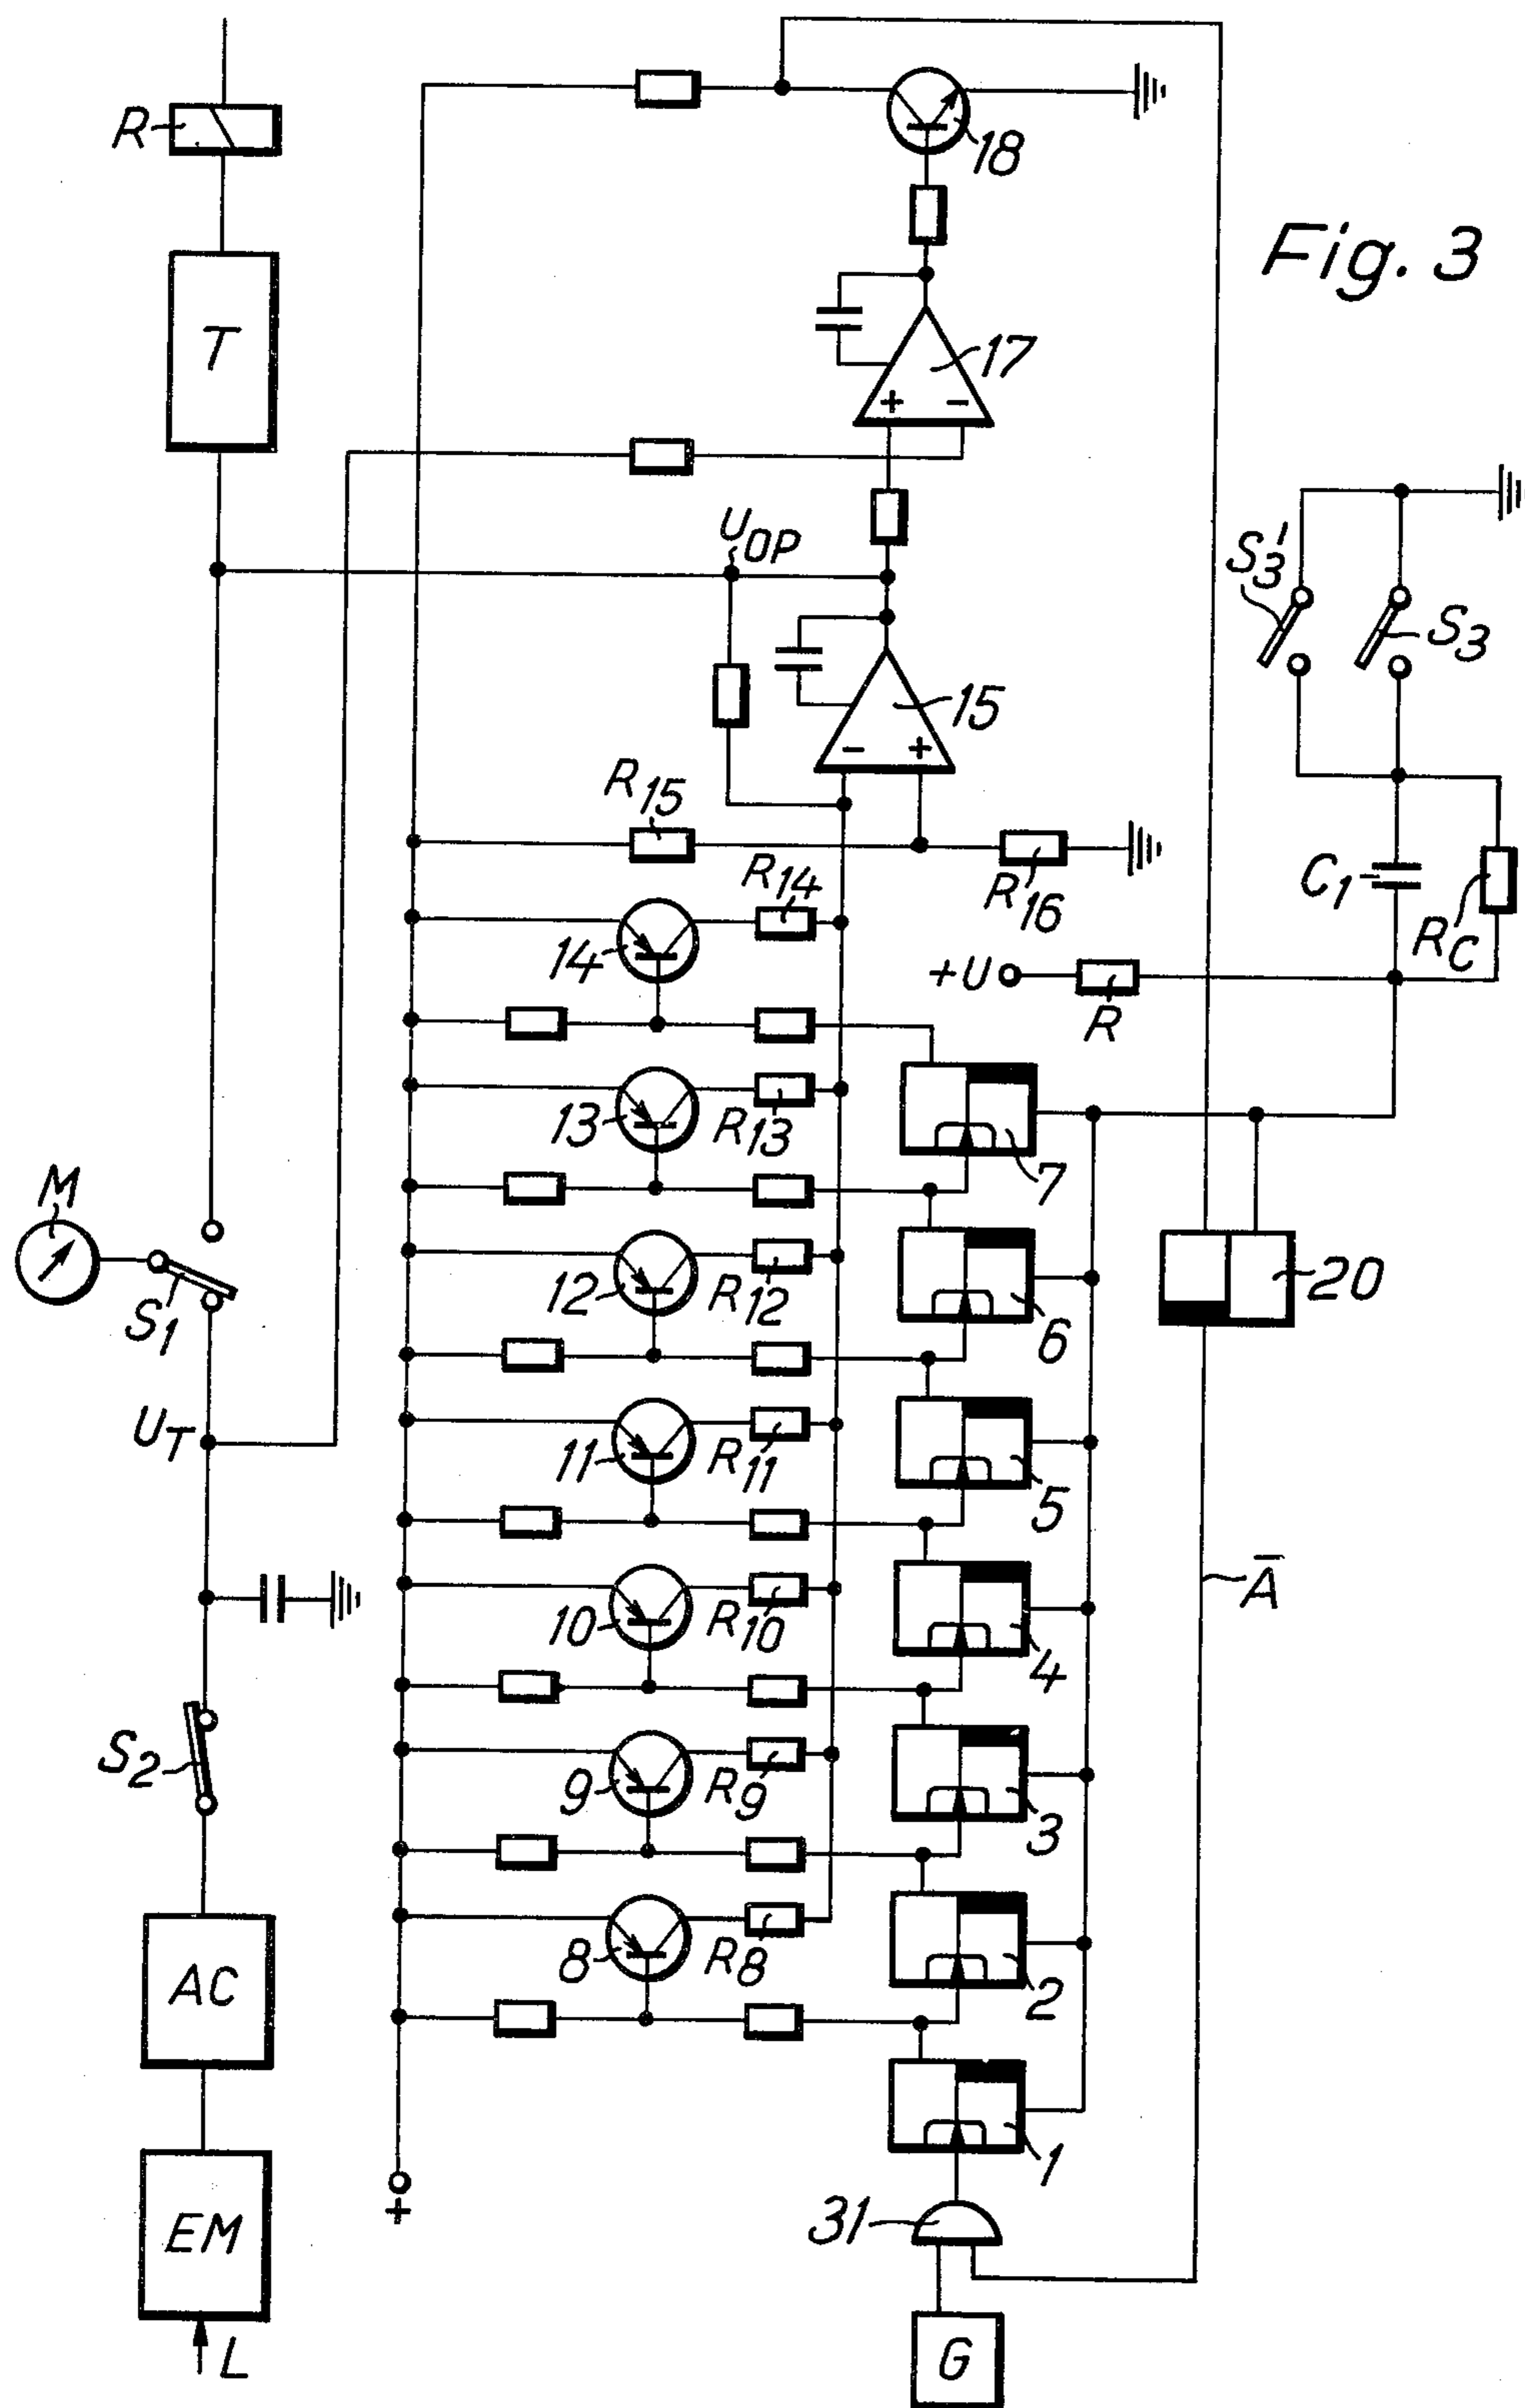 R
18
Fig. 3
T
17
+ -
U_OP
S_3'
S_3
15
- +
R_15
R_14
R_16
C_1
R_C
14
+U
R
13
R_13
7
M
S_1
12
R_12
6
20
U_T
11
R_11
5
10
R_10
4
A̅
S_2
9
R_9
3
8
R_8
2
AC
1
+
31
EM
L
G